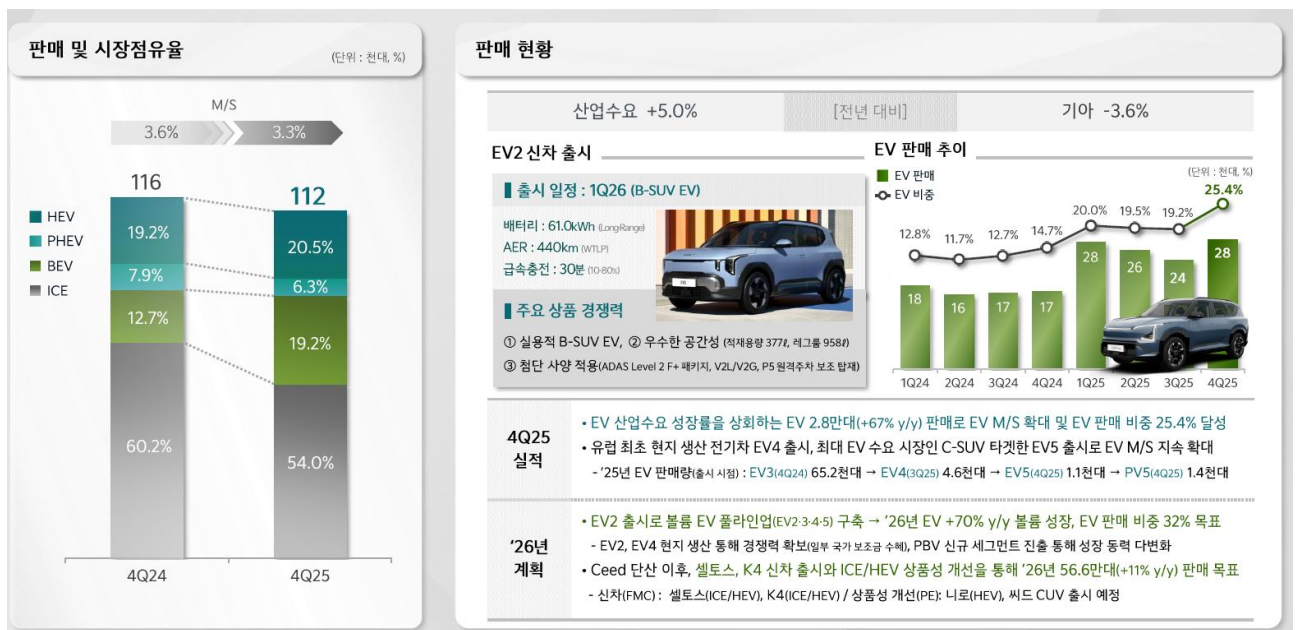 판매 및 시장점유율
(단위 : 천대, %)
M/S
3.6%
3.3%
116
112
HEV
PHEV
BEV
ICE
19.2%
7.9%
12.7%
60.2%
20.5%
6.3%
19.2%
54.0%
4Q24
4Q25
판매 현황
산업수요 +5.0%
[전년 대비]
기아 -3.6%
EV2 신차 출시
출시 일정 : 1Q26 (B-SUV EV)
배터리 : 61.0kWh (Long-Range)
AER : 440km (WTLP)
급속충전 : 30분 (10-80%)
주요 상품 경쟁력
① 실용적 B-SUV EV, ② 우수한 공간성 (적재용량 377ℓ, 레그룸 958ℓ)
③ 첨단 사양 적용(ADAS Level 2 F+ 패키지, V2L/V2G, P5 원격주차 보조 탑재)
EV 판매 추이
(단위 : 천대, %)
EV 판매
EV 비중
12.8%
11.7%
12.7%
14.7%
20.0%
19.5%
19.2%
25.4%
18
16
17
17
28
26
24
28
1Q24
2Q24
3Q24
4Q24
1Q25
2Q25
3Q25
4Q25
4Q25
실적
• EV 산업수요 성장률을 상회하는 EV 2.8만대(+67% y/y) 판매로 EV M/S 확대 및 EV 판매 비중 25.4% 달성
• 유럽 최초 현지 생산 전기차 EV4 출시, 최대 EV 수요 시장인 C-SUV 타겟한 EV5 출시로 EV M/S 지속 확대
- '25년 EV 판매량(출시 시점) : EV3(4Q24) 65.2천대 → EV4(3Q25) 4.6천대 → EV5(4Q25) 1.1천대 → PV5(4Q25) 1.4천대
'26년
계획
• EV2 출시로 볼륨 EV 풀라인업(EV2·3·4·5) 구축 → '26년 EV +70% y/y 볼륨 성장, EV 판매 비중 32% 목표
- EV2, EV4 현지 생산 통해 경쟁력 확보(일부 국가 보조금 수혜), PBV 신규 세그먼트 진출 통해 성장 동력 다변화
• Ceed 단산 이후, 셀토스, K4 신차 출시와 ICE/HEV 상품성 개선을 통해 '26년 56.6만대(+11% y/y) 판매 목표
- 신차(FMC) : 셀토스(ICE/HEV), K4(ICE/HEV) / 상품성 개선(PE): 니로(HEV), 씨드 CUV 출시 예정